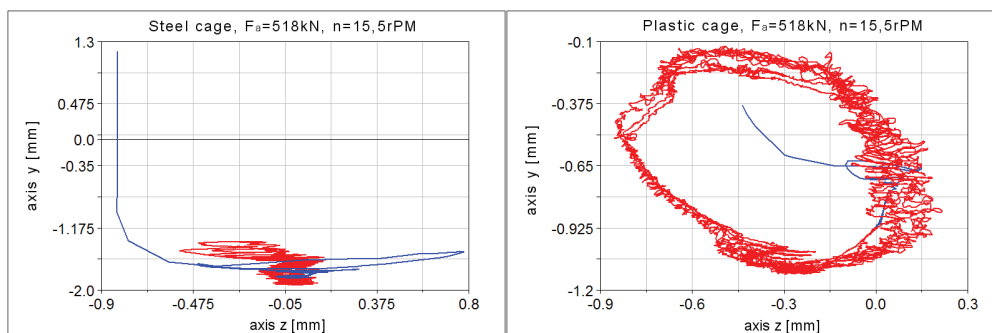 Steel cage, Fa=518kN, n=15,5rPM
1.3
0.475
0.0
-0.35
-1.175
-2.0
axis y [mm]
-0.9 -0.475 -0.05 0.375 0.8
axis z [mm]
Plastic cage, Fa=518kN, n=15,5rPM
-0.1
-0.375
-0.65
-0.925
-1.2
axis y [mm]
-0.9 -0.6 -0.3 0.0 0.3
axis z [mm]